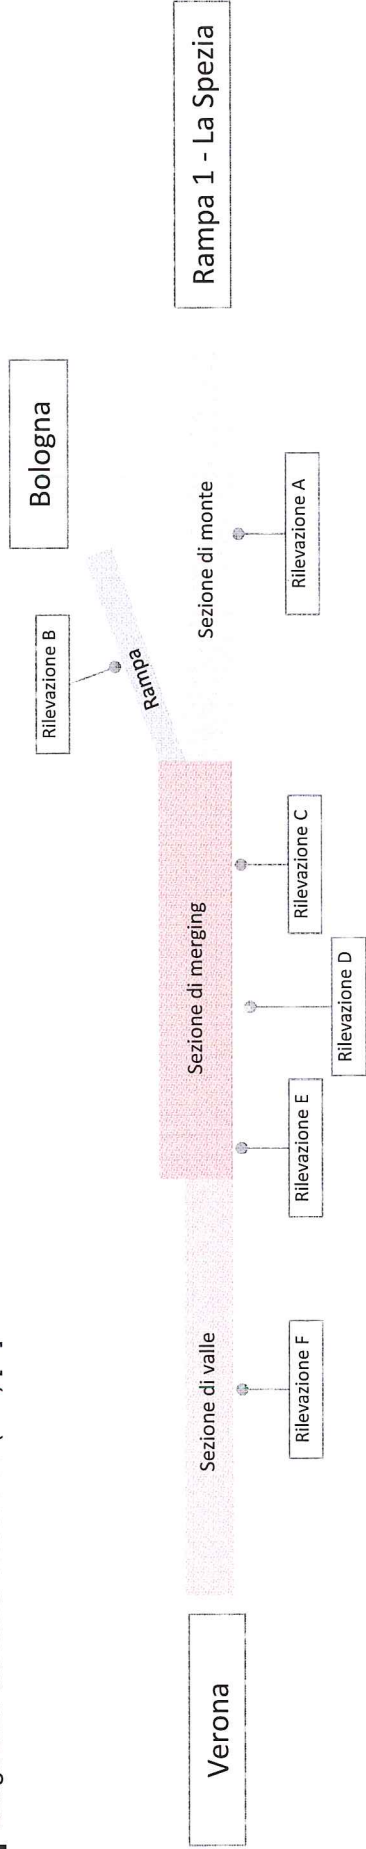 Bologna
Rilevazione B
Rampa
Rampa 1 - La Spezia
Sezione di monte
Sezione di merging
Sezione di valle
Verona
Rilevazione A
Rilevazione C
Rilevazione D
Rilevazione E
Rilevazione F